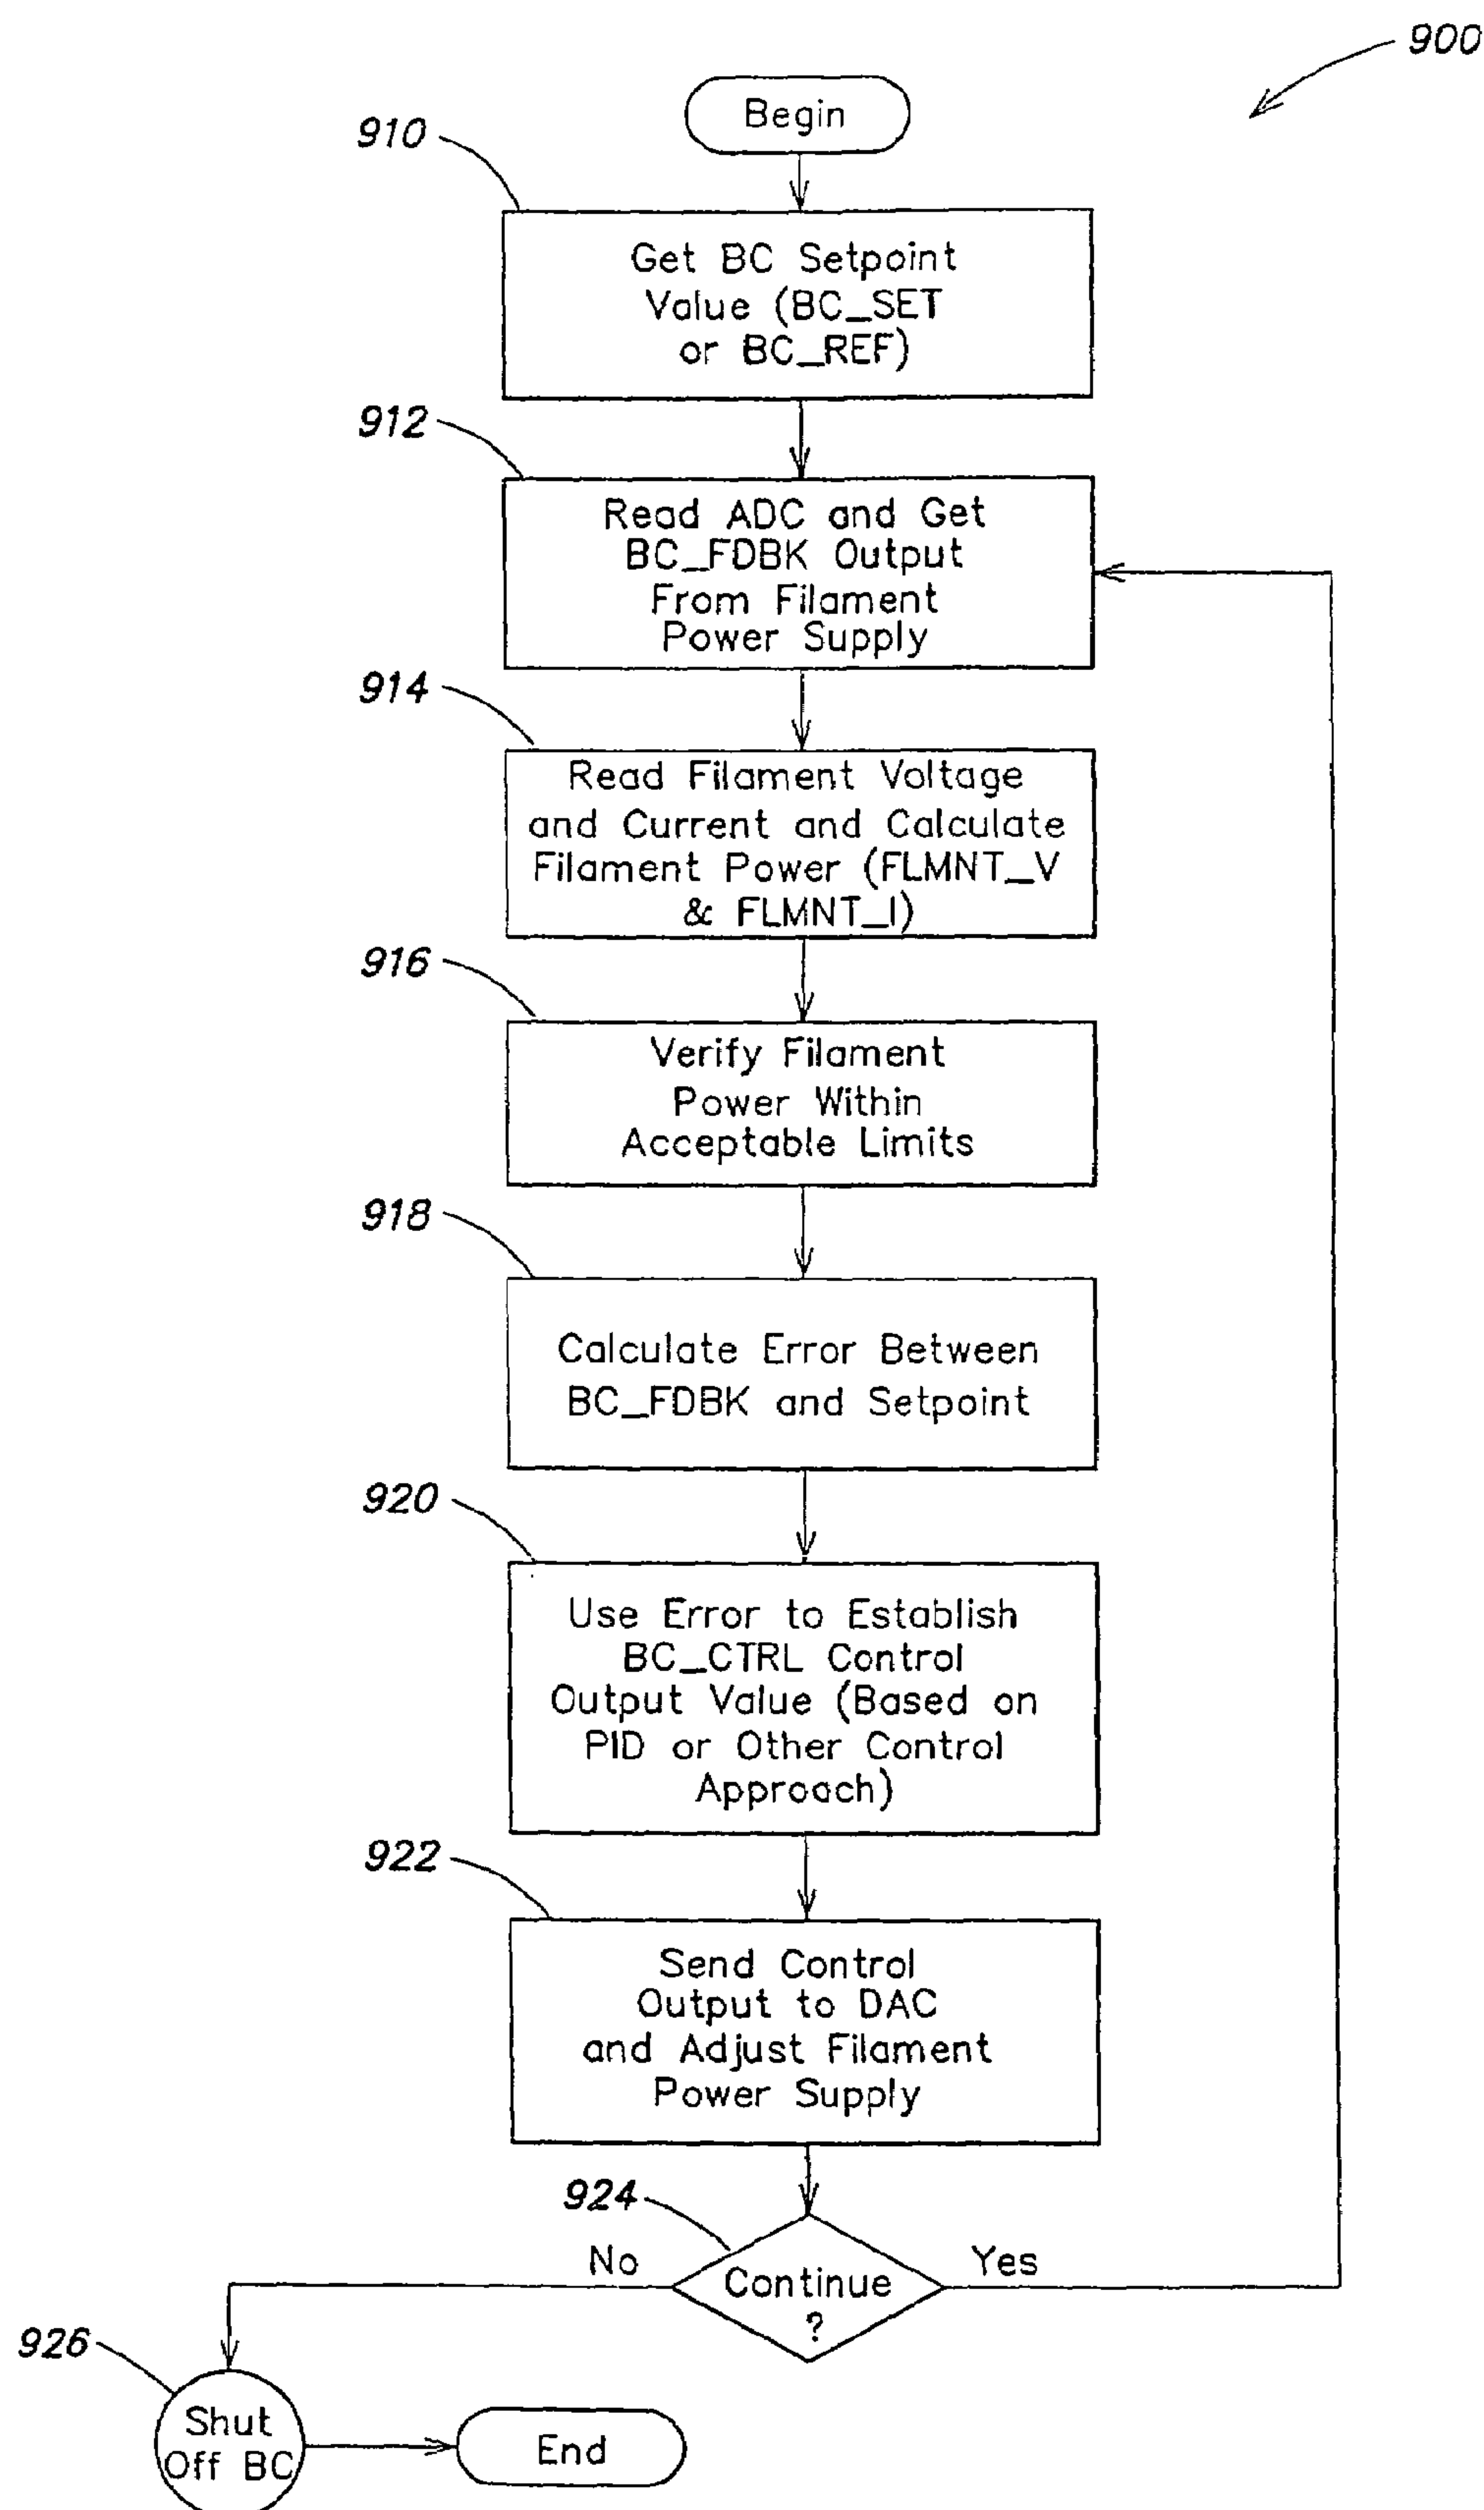 900
Begin
910
Get BC Setpoint
Value (BC_SET
or BC_REF)
912
Read ADC and Get
BC_FDBK Output
From Filament
Power Supply
914
Read Filament Voltage
and Current and Calculate
Filament Power (FLMNT_V
& FLMNT_I)
916
Verify Filament
Power Within
Acceptable Limits
918
Calculate Error Between
BC_FDBK and Setpoint
920
Use Error to Establish
BC_CTRL Control
Output Value (Based on
PID or Other Control
Approach)
922
Send Control
Output to DAC
and Adjust Filament
Power Supply
924
No
Continue
?
Yes
926
Shut
Off BC
End